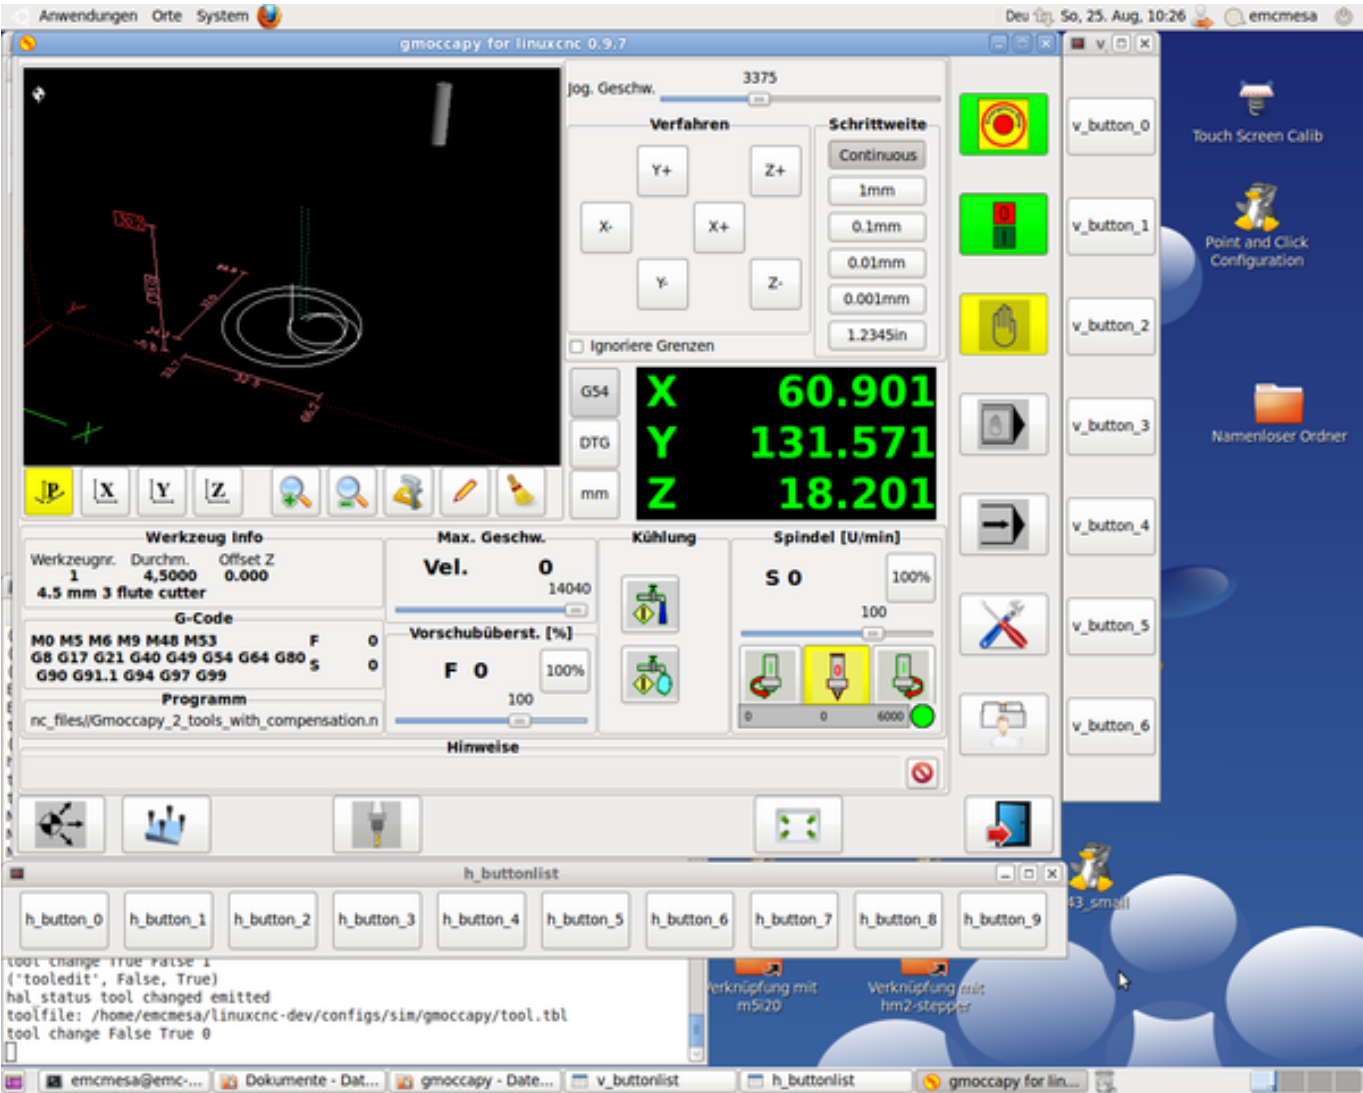 Anwendungen Orte System
Deu So, 25. Aug, 10:26 emcmesa
gmoccapy for linuxcnc 0.9.7
v_
Jog. Geschw. 3375
Verfahren
Schrittweite
Y+ Z+
X- X+
Y- Z-
Continuous
1mm
0.1mm
0.01mm
0.001mm
1.2345in
Ignoriere Grenzen
G54
DTG
mm
X 60.901
Y 131.571
Z 18.201
P X Y Z
Werkzeug Info
Werkzeugnr. Durchm. Offset Z
1 4,5000 0.000
4.5 mm 3 flute cutter
G-Code
M0 M5 M6 M9 M48 M53 F 0
G8 G17 G21 G40 G49 G54 G64 G80 S 0
G90 G91.1 G94 G97 G99
Programm
nc_files//Gmoccapy_2_tools_with_compensation.n
Max. Geschw.
Vel. 0
14040
Vorschubüberst. [%]
F 0 100%
100
Kühlung
Spindel [U/min]
S 0 100%
100
0 0 6000
Hinweise
v_button_0
v_button_1
v_button_2
v_button_3
v_button_4
v_button_5
v_button_6
Touch Screen Calib
Point and Click
Configuration
Namenloser Ordner
h_buttonlist
h_button_0 h_button_1 h_button_2 h_button_3 h_button_4 h_button_5 h_button_6 h_button_7 h_button_8 h_button_9
43_small
Verknüpfung mit
m5i20
Verknüpfung mit
hm2-stepper
tool change True False 1
('tooledit', False, True)
hal_status tool changed emitted
toolfile: /home/emcmesa/linuxcnc-dev/configs/sim/gmoccapy/tool.tbl
tool change False True 0
emcmesa@emc-... Dokumente - Dat... gmoccapy - Date... v_buttonlist h_buttonlist gmoccapy for lin...